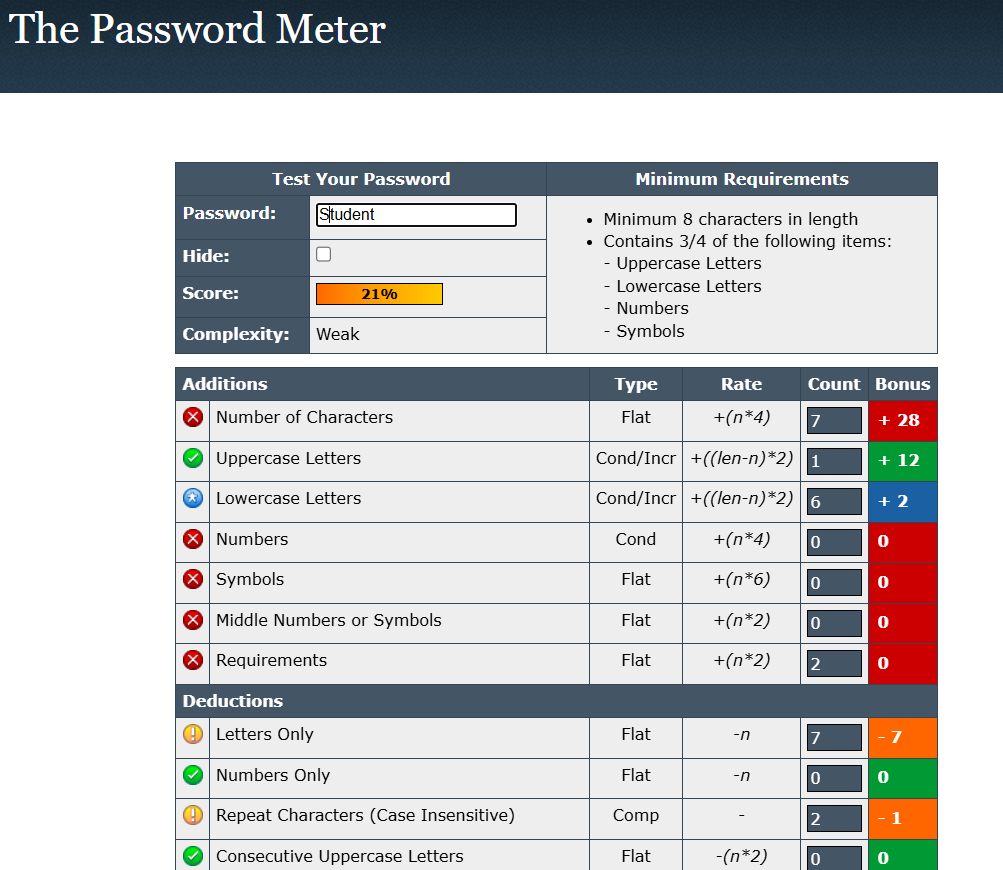 The Password Meter
Test Your Password Minimum Requirements
Password: Student
Hide:
Score: 21%
Complexity: Weak
• Minimum 8 characters in length
• Contains 3/4 of the following items:
- Uppercase Letters
- Lowercase Letters
- Numbers
- Symbols
Additions Type Rate Count Bonus
Number of Characters Flat +(n*4) 7 + 28
Uppercase Letters Cond/Incr +((len-n)*2) 1 + 12
Lowercase Letters Cond/Incr +((len-n)*2) 6 + 2
Numbers Cond +(n*4) 0 0
Symbols Flat +(n*6) 0 0
Middle Numbers or Symbols Flat +(n*2) 0 0
Requirements Flat +(n*2) 2 0
Deductions
Letters Only Flat -n 7 - 7
Numbers Only Flat -n 0 0
Repeat Characters (Case Insensitive) Comp - 2 - 1
Consecutive Uppercase Letters Flat -(n*2) 0 0